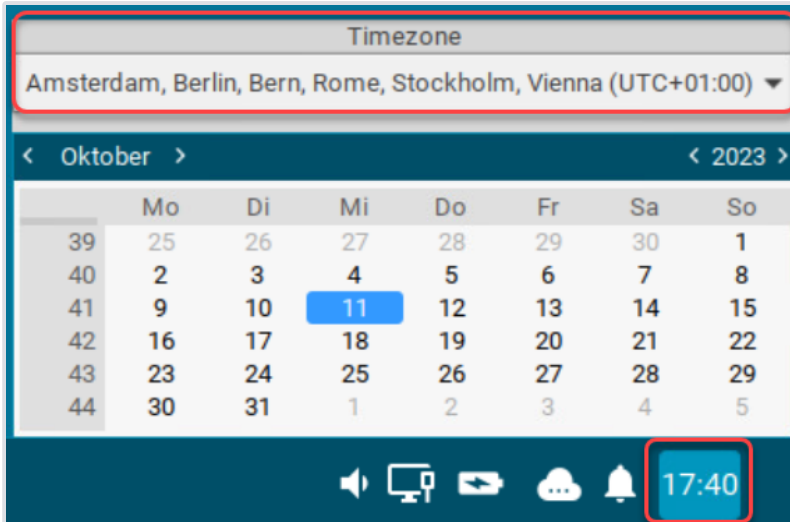 Timezone
Amsterdam, Berlin, Bern, Rome, Stockholm, Vienna (UTC+01:00)
< Oktober > < 2023 >
Mo Di Mi Do Fr Sa So
39 25 26 27 28 29 30 1
40 2 3 4 5 6 7 8
41 9 10 11 12 13 14 15
42 16 17 18 19 20 21 22
43 23 24 25 26 27 28 29
44 30 31 1 2 3 4 5
17:40